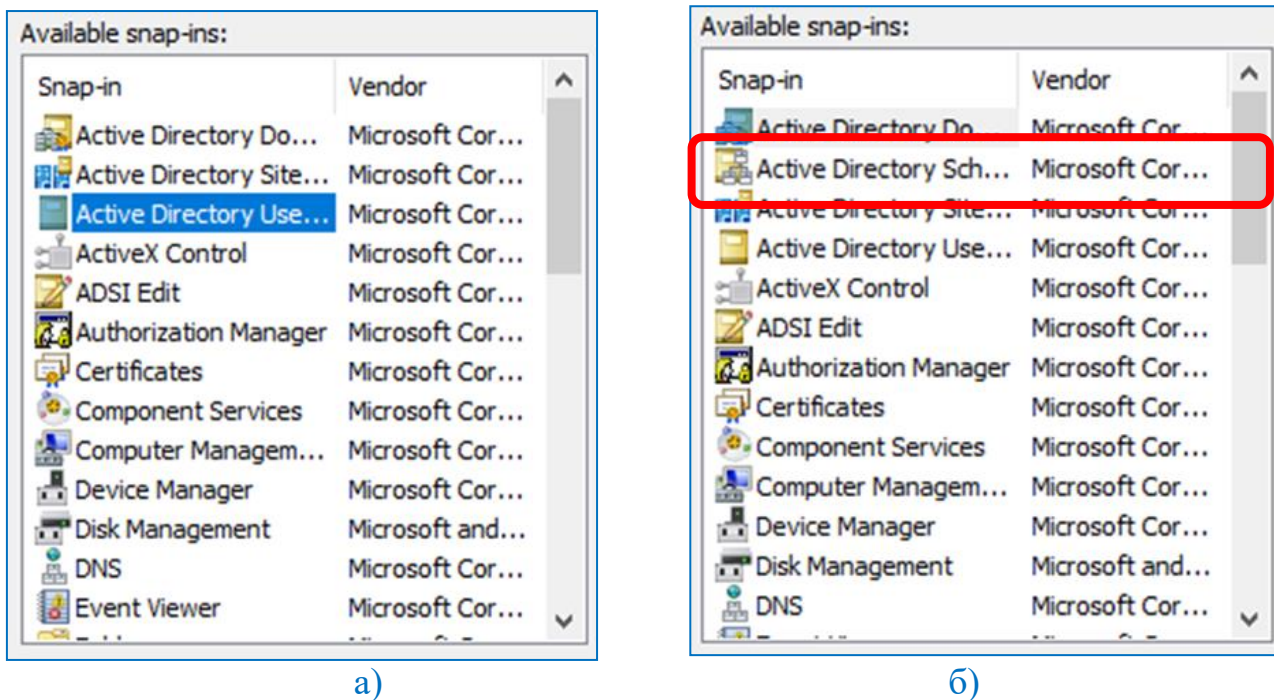 Available snap-ins:
Snap-in Vendor
Active Directory Do... Microsoft Cor...
Active Directory Site... Microsoft Cor...
Active Directory Use... Microsoft Cor...
ActiveX Control Microsoft Cor...
ADSI Edit Microsoft Cor...
Authorization Manager Microsoft Cor...
Certificates Microsoft Cor...
Component Services Microsoft Cor...
Computer Managem... Microsoft Cor...
Device Manager Microsoft Cor...
Disk Management Microsoft and...
DNS Microsoft Cor...
Event Viewer Microsoft Cor...
а)
Available snap-ins:
Snap-in Vendor
Active Directory Do... Microsoft Cor...
Active Directory Sch... Microsoft Cor...
Active Directory Site... Microsoft Cor...
Active Directory Use... Microsoft Cor...
ActiveX Control Microsoft Cor...
ADSI Edit Microsoft Cor...
Authorization Manager Microsoft Cor...
Certificates Microsoft Cor...
Component Services Microsoft Cor...
Computer Managem... Microsoft Cor...
Device Manager Microsoft Cor...
Disk Management Microsoft and...
DNS Microsoft Cor...
б)